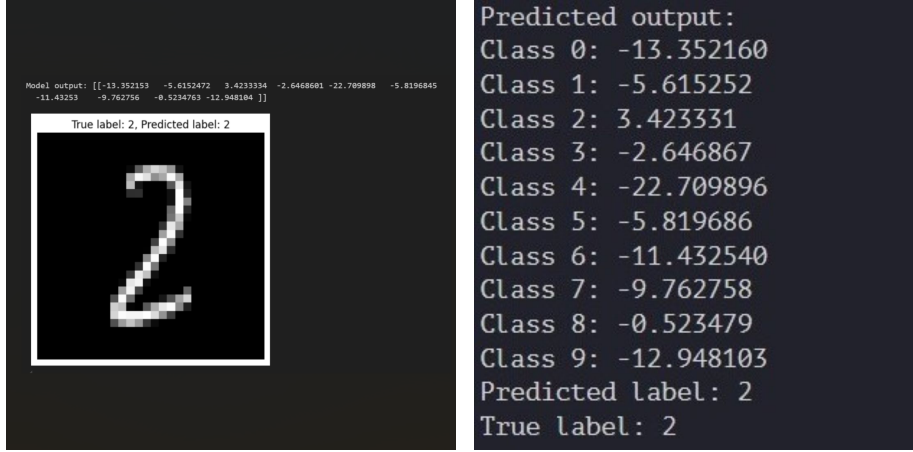 Model output: [[-13.352153 -5.6152472 3.4233334 -2.6468601 -22.709898 -5.8196845
-11.43253 -9.762756 -0.5234763 -12.948104 ]]
True label: 2, Predicted label: 2
2
Predicted output:
Class 0: -13.352160
Class 1: -5.615252
Class 2: 3.423331
Class 3: -2.646867
Class 4: -22.709896
Class 5: -5.819686
Class 6: -11.432540
Class 7: -9.762758
Class 8: -0.523479
Class 9: -12.948103
Predicted label: 2
True label: 2